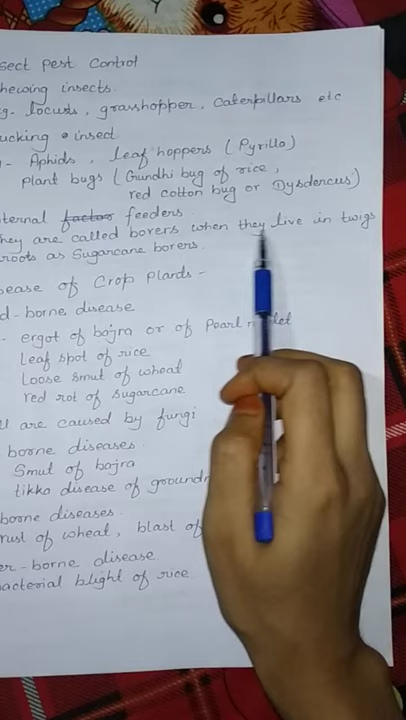 sect Pest Control
hewing insects.
g. locusts, grasshopper, caterpillars etc
ucking insect
- Aphids, leaf hoppers (Pyrilla)
plant bugs (Gundhi bug of rice,
red cotton bug or Dysdercus)
ternal factor feeders
hey are called borers when they live in twigs
roots as Sugarcane borers.
ease of Crop Plants -
d-borne disease
- ergot of bajra or of Pearl let
Leaf spot of rice
Loose smut of wheat
red rot of sugarcane
ll are caused by fungi
borne diseases.
Smut of bajra
tikka disease of groundn
borne diseases.
rust of wheat, blast of
er-borne disease
acterial blight of rice